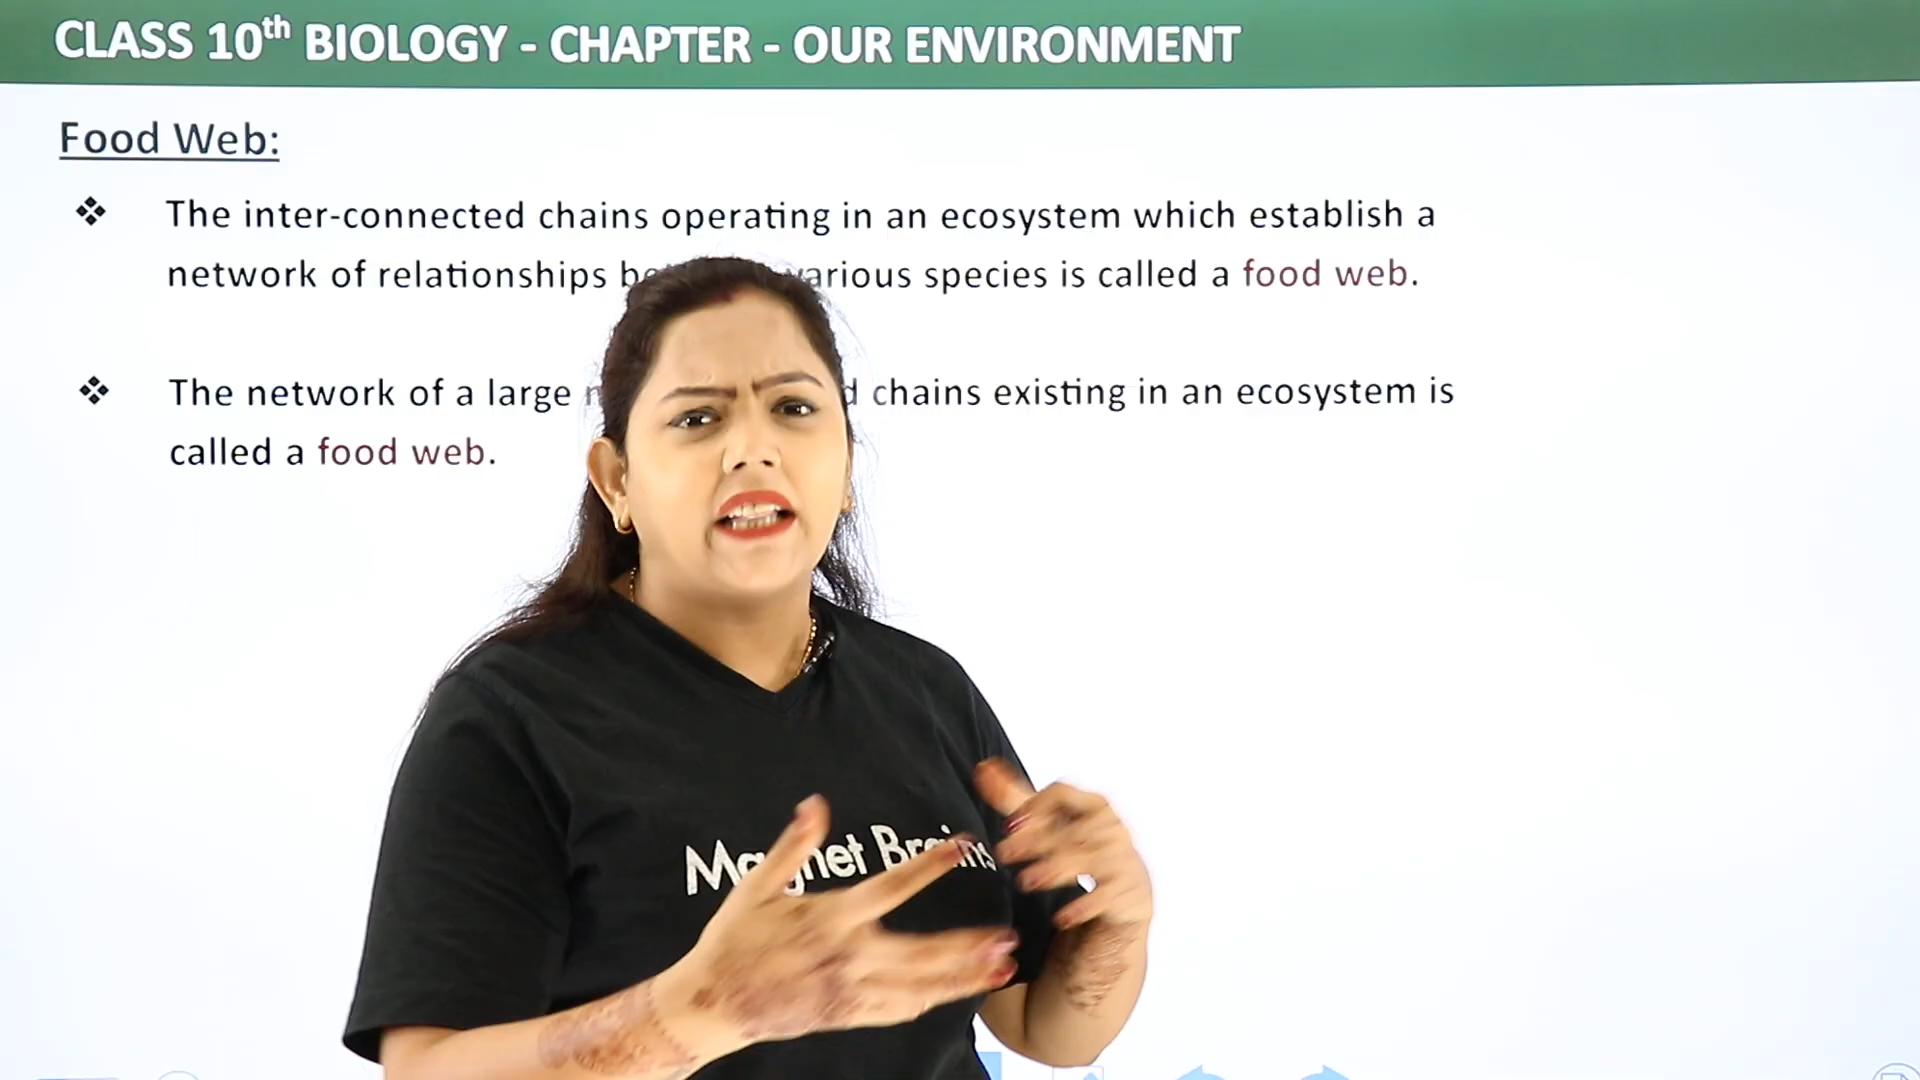 CLASS 10th BIOLOGY - CHAPTER - OUR ENVIRONMENT
Food Web:
❖ The inter-connected chains operating in an ecosystem which establish a
network of relationships various species is called a food web.
❖ The network of a large chains existing in an ecosystem is
called a food web.
Magnet Brains